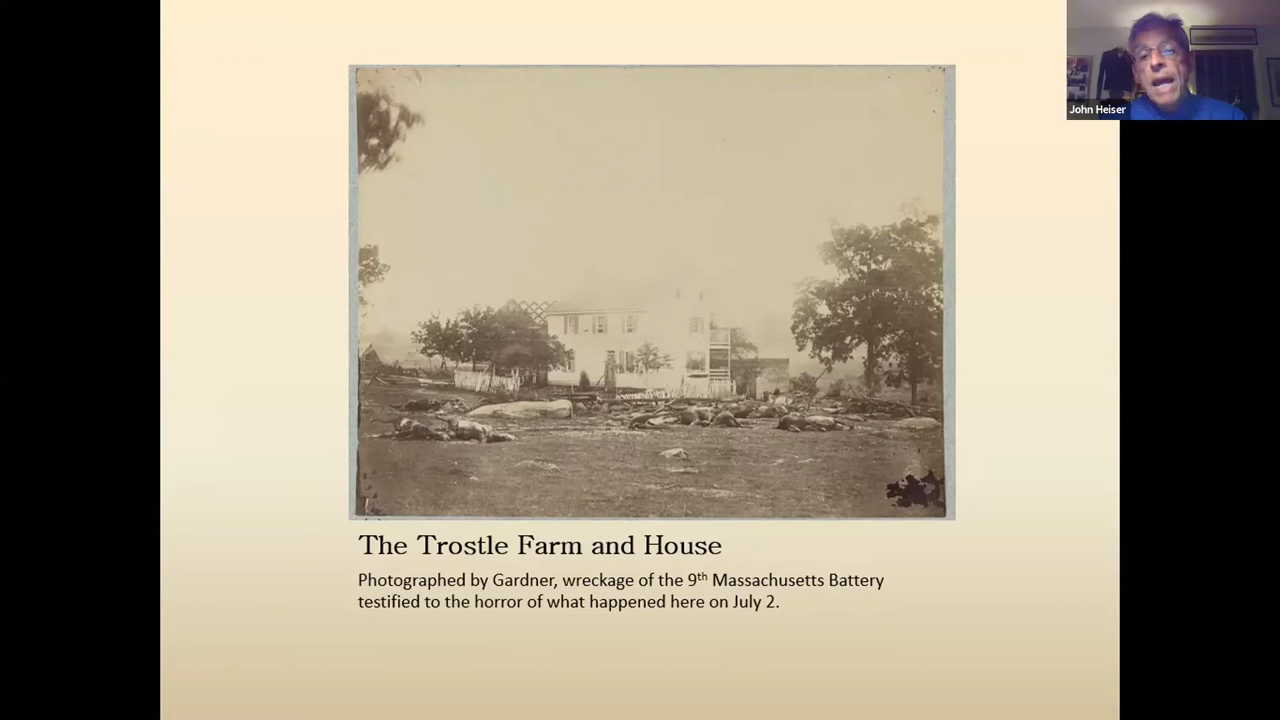 John Heiser
The Trostle Farm and House
Photographed by Gardner, wreckage of the 9th Massachusetts Battery
testified to the horror of what happened here on July 2.